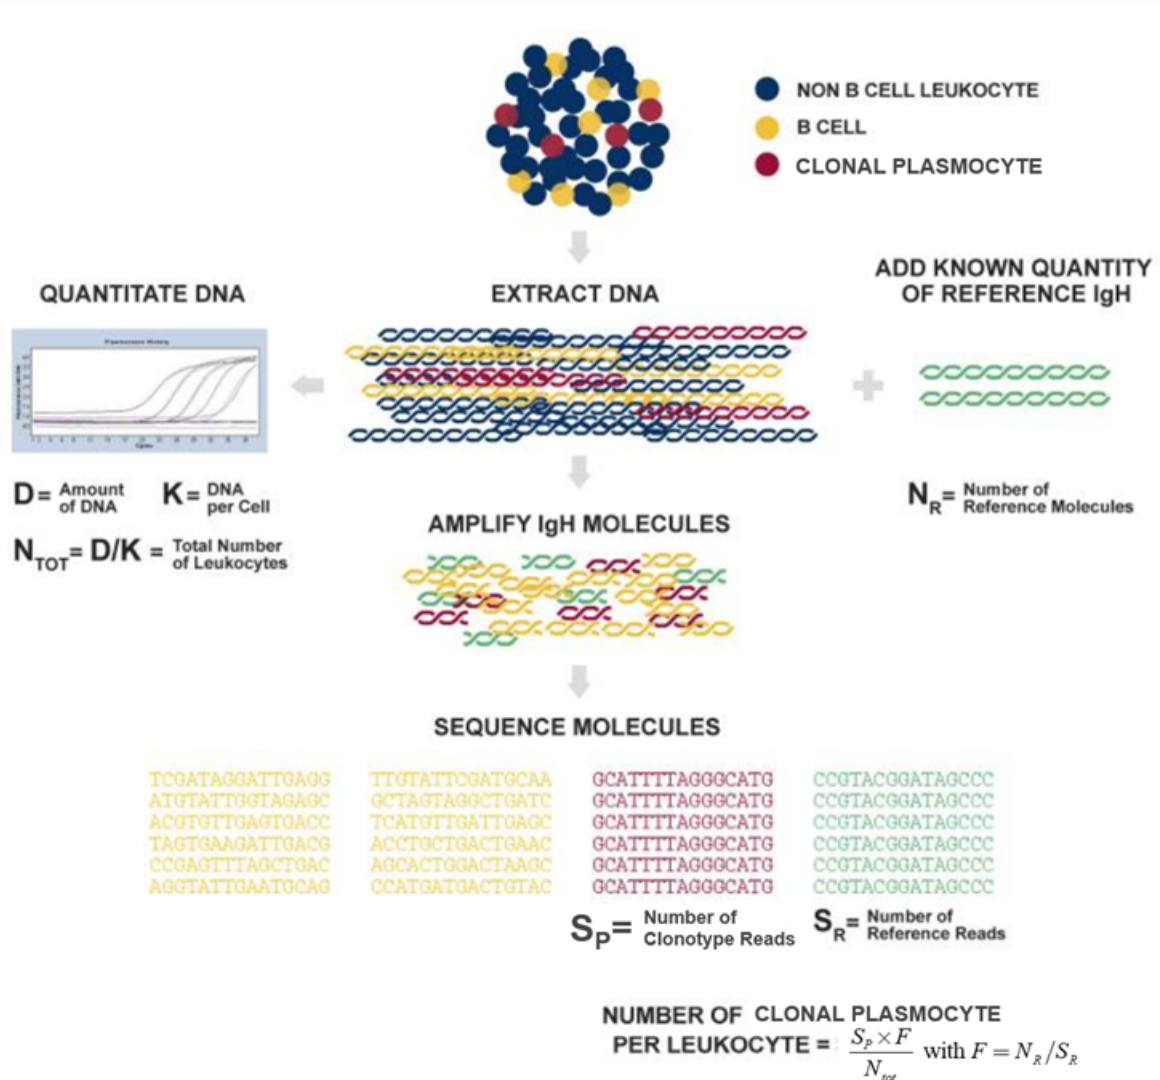 NON B CELL LEUKOCYTE
B CELL
CLONAL PLASMOCYTE
QUANTITATE DNA
EXTRACT DNA
ADD KNOWN QUANTITY
OF REFERENCE IgH
Cycles
D= Amount of DNA
K= DNA per Cell
N_TOT= D/K = Total Number of Leukocytes
N_R= Number of Reference Molecules
AMPLIFY IgH MOLECULES
SEQUENCE MOLECULES
TCGATAGGATTGAGG TTGTATTCGATGCAA GCATTTTAGGGCATG CCGTACGGATAGCCC
ATGTATTGGTAGAGC GCTAGTAGGCTGATC GCATTTTAGGGCATG CCGTACGGATAGCCC
ACGTGTTGAGTGACC TCATGTTGATTGAGC GCATTTTAGGGCATG CCGTACGGATAGCCC
TAGTGAAGATTGACG ACCTGCTGACTGAAC GCATTTTAGGGCATG CCGTACGGATAGCCC
CCGAGTTTAGCTGAC AGCACTGGACTAAGC GCATTTTAGGGCATG CCGTACGGATAGCCC
AGGTATTGAATGCAG CCATGATGACTGTAC GCATTTTAGGGCATG CCGTACGGATAGCCC
S_P= Number of Clonotype Reads
S_R= Number of Reference Reads
NUMBER OF CLONAL PLASMOCYTE
PER LEUKOCYTE = S_P × F / N_tot with F = N_R/S_R